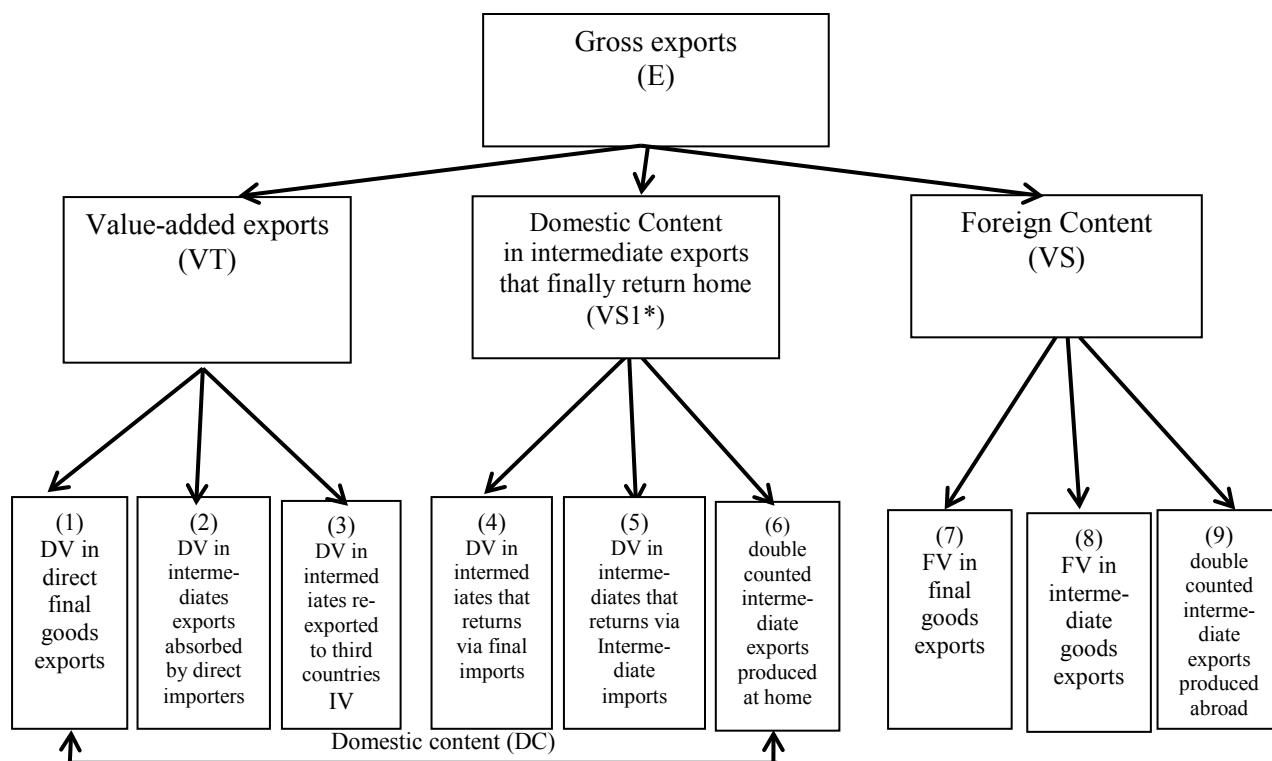 Gross exports
(E)
Value-added exports
(VT)
Domestic Content
in intermediate exports
that finally return home
(VS1*)
Foreign Content
(VS)
(1)
DV in
direct
final
goods
exports
(2)
DV in
interme-
diates
exports
absorbed
by direct
importers
(3)
DV in
intermed
iates re-
exported
to third
countries
IV
(4)
DV in
intermed
iates that
returns
via final
imports
(5)
DV in
interme-
diates that
returns via
Interme-
diate
imports
(6)
double
counted
interme-
diate
exports
produced
at home
(7)
FV in
final
goods
exports
(8)
FV in
interme-
diate
goods
exports
(9)
double
counted
interme-
diate
exports
produced
abroad
Domestic content (DC)